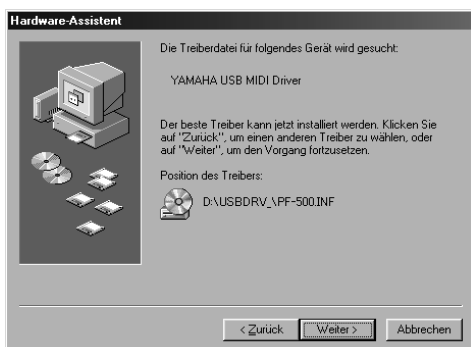 Hardware-Assistent
Die Treiberdatei für folgendes Gerät wird gesucht:
YAMAHA USB MIDI Driver
Der beste Treiber kann jetzt installiert werden. Klicken Sie
auf "Zurück", um einen anderen Treiber zu wählen, oder
auf "Weiter", um den Vorgang fortzusetzen.
Position des Treibers:
D:\USBDRV_\PF-500.INF
< Zurück
Weiter >
Abbrechen